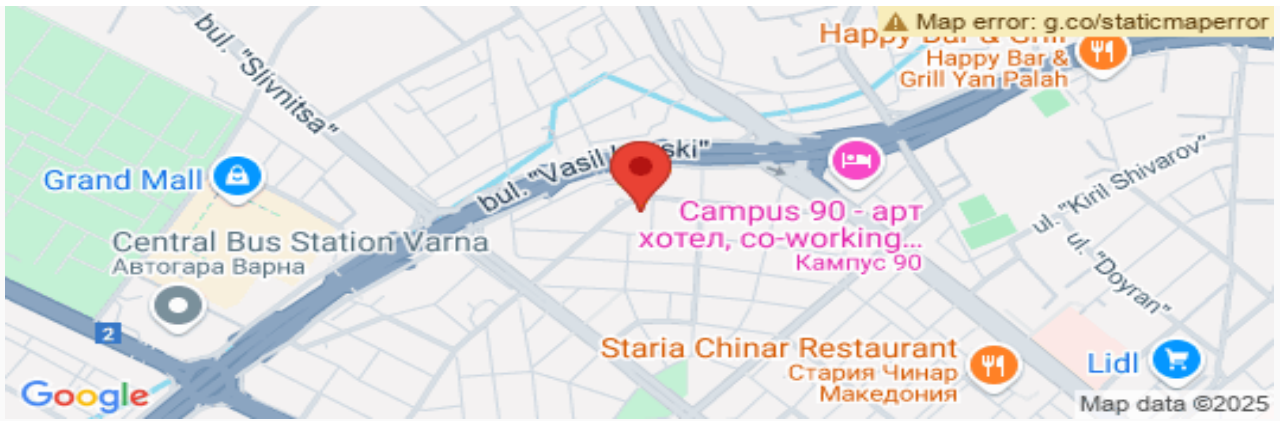 Map error: g.co/staticmaperror
bul. "Slivnitsa"
Happy Bar & Grill
Happy Bar &
Grill Yan Palah
bul. "Vasil
Grand Mall
Campus 90 - арт
хотел, co-working...
Кампус 90
ul. "Kiril Shivarov"
ul. "Doyran"
Central Bus Station Varna
Автогара Варна
2
Staria Chinar Restaurant
Стария Чинар
Македония
Lidl
Google
Map data ©2025